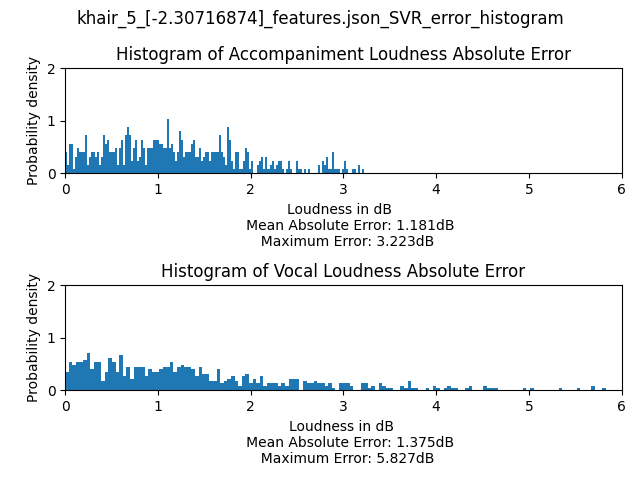 khair_5_[-2.30716874]_features.json_SVR_error_histogram
Histogram of Accompaniment Loudness Absolute Error
Probability density
2
1
0
0 1 2 3 4 5 6
Loudness in dB
Mean Absolute Error: 1.181dB
Maximum Error: 3.223dB
Histogram of Vocal Loudness Absolute Error
Probability density
2
1
0
0 1 2 3 4 5 6
Loudness in dB
Mean Absolute Error: 1.375dB
Maximum Error: 5.827dB